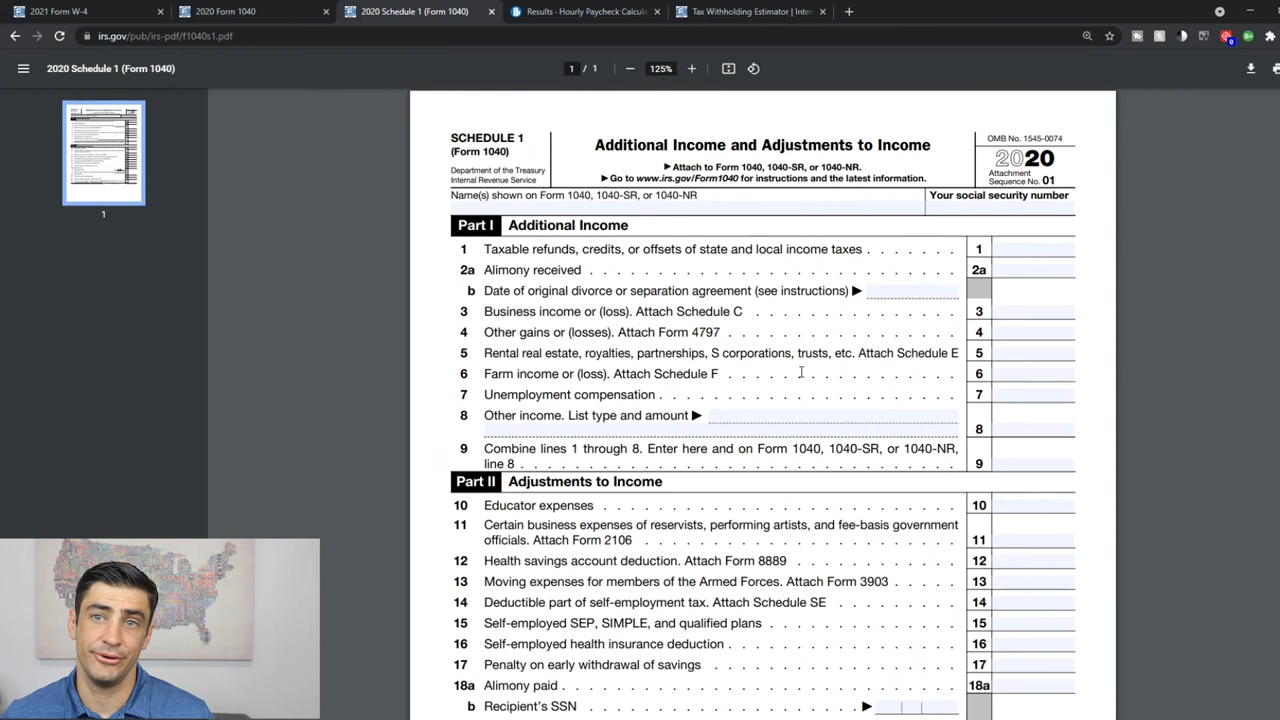 2021 Form W-4
2020 Form 1040
2020 Schedule 1 (Form 1040)
Results - Hourly Paycheck Calcul
Tax Withholding Estimator | Inter
irs.gov/pub/irs-pdf/f1040s1.pdf
2020 Schedule 1 (Form 1040)
1 / 1
125%
1
SCHEDULE 1
(Form 1040)
Department of the Treasury
Internal Revenue Service
Additional Income and Adjustments to Income
▶ Attach to Form 1040, 1040-SR, or 1040-NR.
▶ Go to www.irs.gov/Form1040 for instructions and the latest information.
OMB No. 1545-0074
2020
Attachment
Sequence No. 01
Name(s) shown on Form 1040, 1040-SR, or 1040-NR
Your social security number
Part I Additional Income
1 Taxable refunds, credits, or offsets of state and local income taxes . . . . . 1
2a Alimony received . . . . . . . . . . . . . . . . . . 2a
b Date of original divorce or separation agreement (see instructions) ▶
3 Business income or (loss). Attach Schedule C . . . . . . . . . . 3
4 Other gains or (losses). Attach Form 4797 . . . . . . . . . . . 4
5 Rental real estate, royalties, partnerships, S corporations, trusts, etc. Attach Schedule E 5
6 Farm income or (loss). Attach Schedule F . . . . . . . . . . . 6
7 Unemployment compensation . . . . . . . . . . . . . . 7
8 Other income. List type and amount ▶
8
9 Combine lines 1 through 8. Enter here and on Form 1040, 1040-SR, or 1040-NR,
line 8 . . . . . . . . . . . . . . . . . . . . 9
Part II Adjustments to Income
10 Educator expenses . . . . . . . . . . . . . . . . 10
11 Certain business expenses of reservists, performing artists, and fee-basis government
officials. Attach Form 2106 . . . . . . . . . . . . . . . 11
12 Health savings account deduction. Attach Form 8889 . . . . . . . . 12
13 Moving expenses for members of the Armed Forces. Attach Form 3903 . . . . 13
14 Deductible part of self-employment tax. Attach Schedule SE . . . . . . 14
15 Self-employed SEP, SIMPLE, and qualified plans . . . . . . . . . 15
16 Self-employed health insurance deduction . . . . . . . . . . . 16
17 Penalty on early withdrawal of savings . . . . . . . . . . . . 17
18a Alimony paid . . . . . . . . . . . . . . . . . . 18a
b Recipient's SSN . . . . . . . . . . . . . . ▶